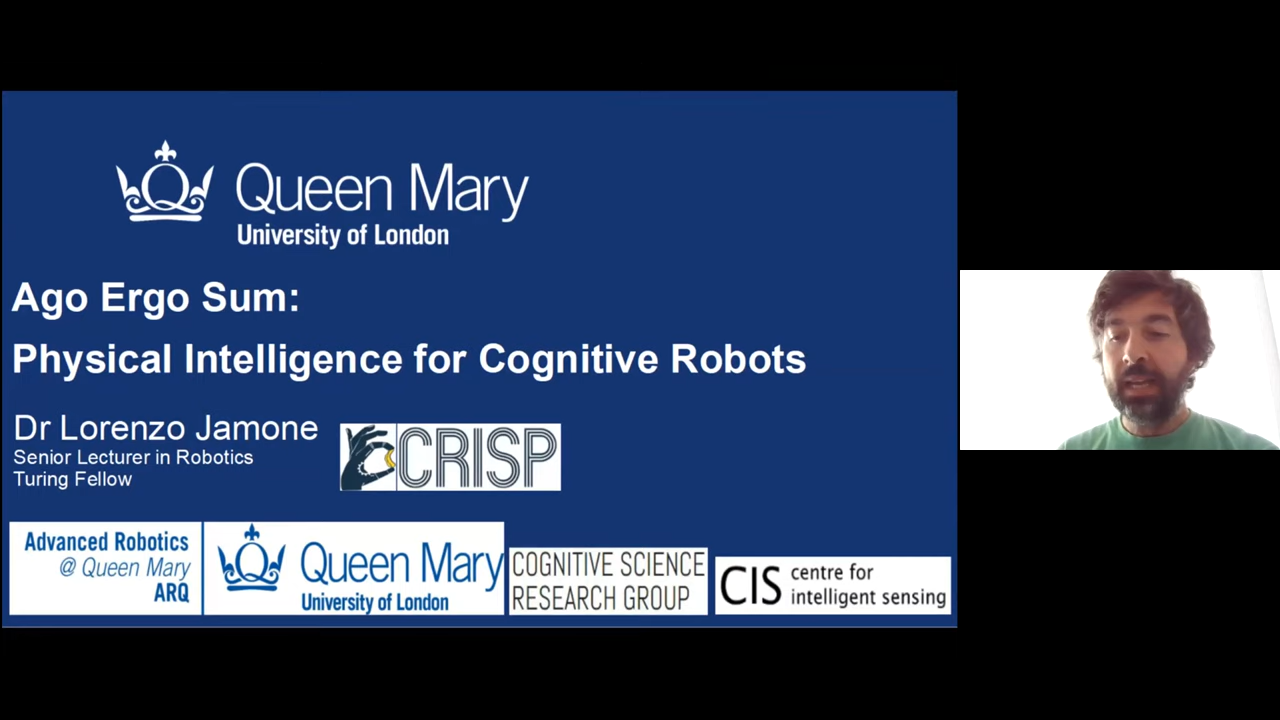 Queen Mary
University of London
Ago Ergo Sum:
Physical Intelligence for Cognitive Robots
Dr Lorenzo Jamone
Senior Lecturer in Robotics
Turing Fellow
CRISP
Advanced Robotics
@ Queen Mary
ARQ
Queen Mary
University of London
COGNITIVE SCIENCE
RESEARCH GROUP
CIS
centre for
intelligent sensing